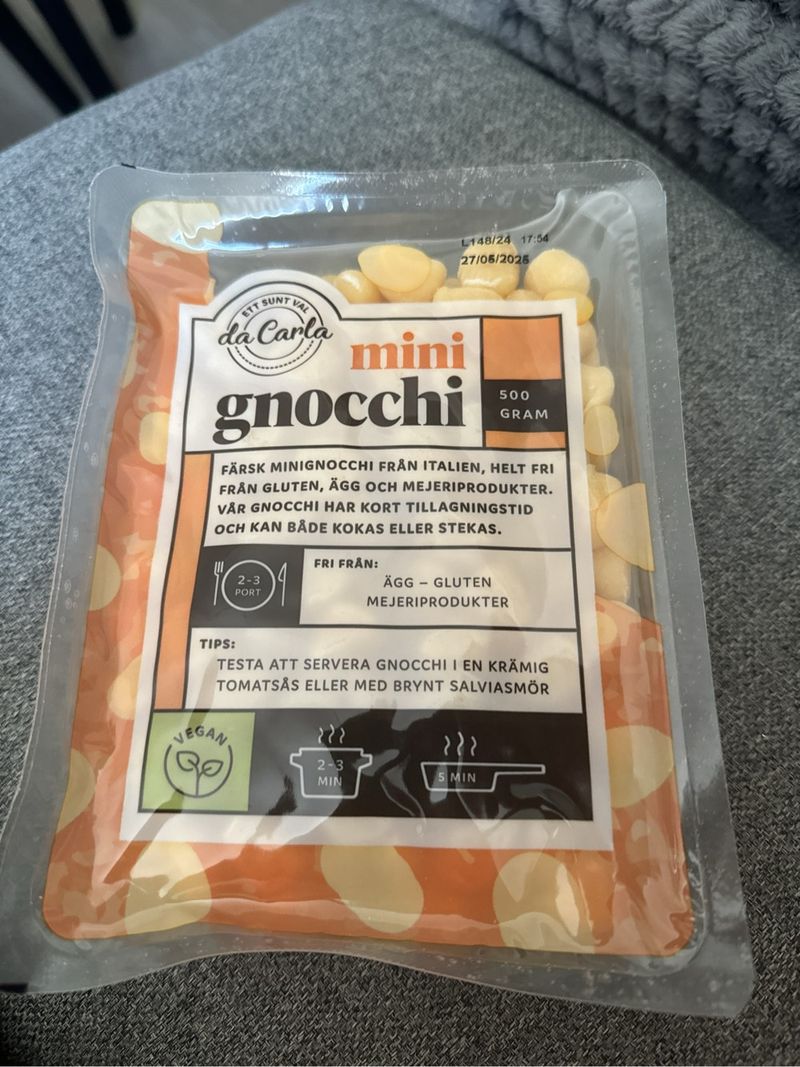 L148/24 17:54
27/05/2025
ETT SUNT VAL
da Carla
mini
gnocchi
500
GRAM
FÄRSK MINIGNOCCHI FRÅN ITALIEN, HELT FRI
FRÅN GLUTEN, ÄGG OCH MEJERIPRODUKTER.
VÅR GNOCCHI HAR KORT TILLAGNINGSTID
OCH KAN BÅDE KOKAS ELLER STEKAS.
2-3
PORT
FRI FRÅN:
ÄGG – GLUTEN
MEJERIPRODUKTER
TIPS:
TESTA ATT SERVERA GNOCCHI I EN KRÄMIG
TOMATSÅS ELLER MED BRYNT SALVIASMÖR
VEGAN
2-3
MIN
5 MIN